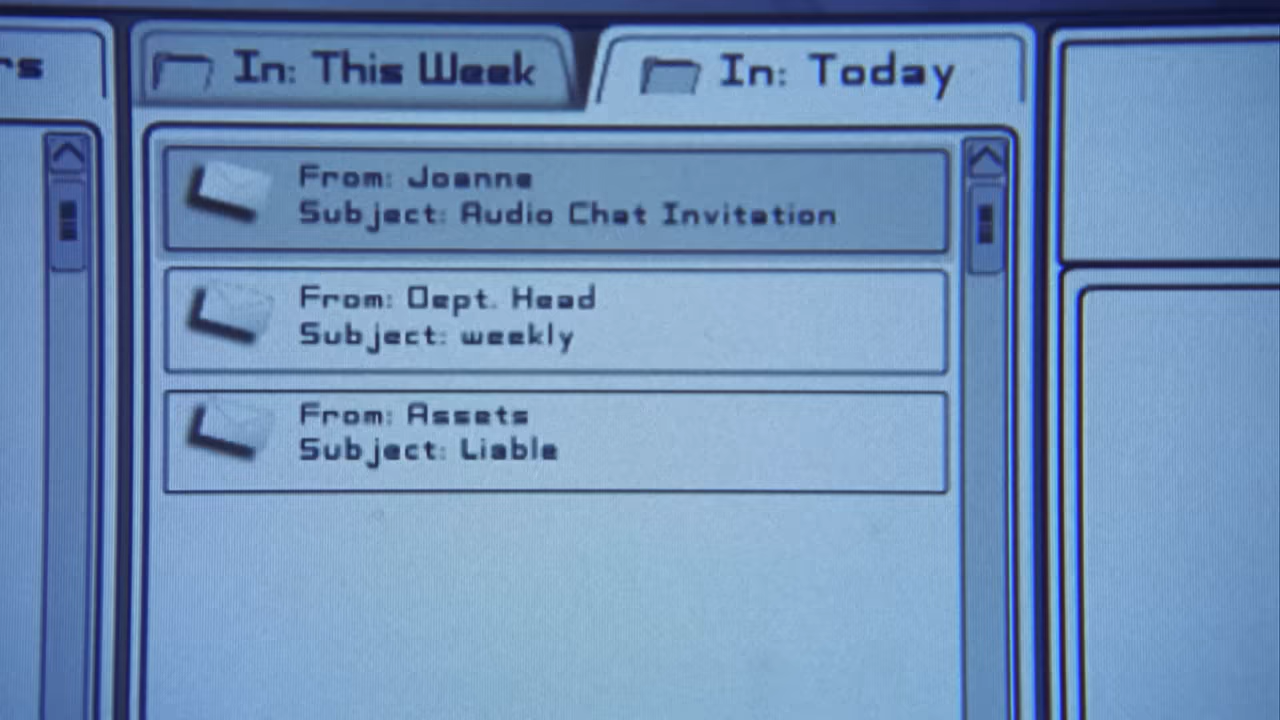 rs
In: This Week
In: Today
From: Joanne
Subject: Audio Chat Invitation
From: Dept. Head
Subject: weekly
From: Assets
Subject: Liable